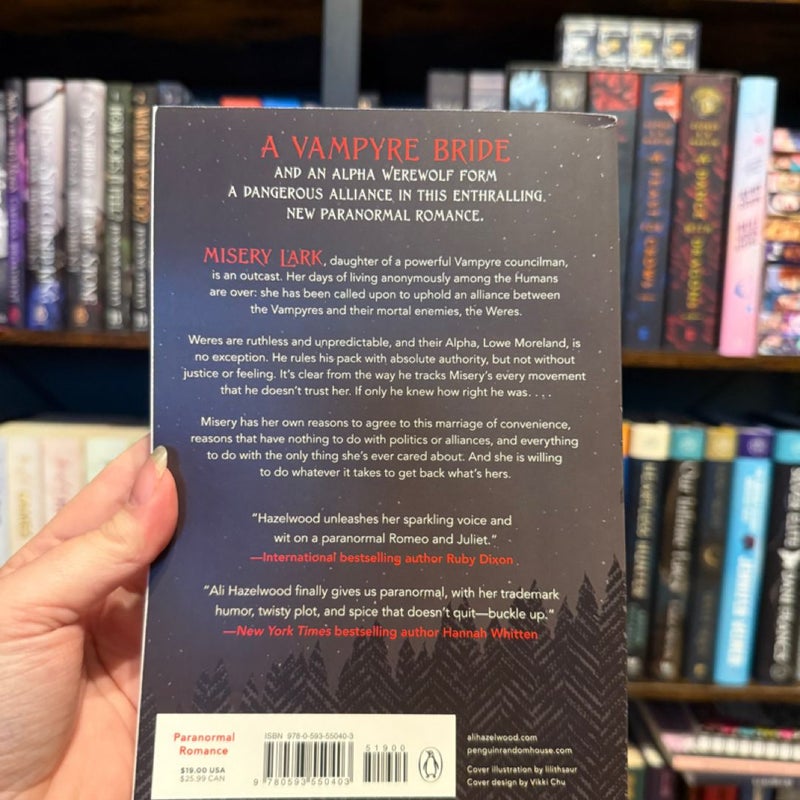 A VAMPYRE BRIDE
AND AN ALPHA WEREWOLF FORM
A DANGEROUS ALLIANCE IN THIS ENTHRALLING,
NEW PARANORMAL ROMANCE.
MISERY LARK, daughter of a powerful Vampyre councilman,
is an outcast. Her days of living anonymously among the Humans
are over: she has been called upon to uphold an alliance between
the Vampyres and their mortal enemies, the Weres.
Weres are ruthless and unpredictable, and their Alpha, Lowe Moreland, is
no exception. He rules his pack with absolute authority, but not without
justice or feeling. It's clear from the way he tracks Misery's every movement
that he doesn't trust her. If only he knew how right he was. . . .
Misery has her own reasons to agree to this marriage of convenience,
reasons that have nothing to do with politics or alliances, and everything
to do with the only thing she's ever cared about. And she is willing
to do whatever it takes to get back what's hers.
"Hazelwood unleashes her sparkling voice and
wit on a paranormal Romeo and Juliet."
—International bestselling author Ruby Dixon
"Ali Hazelwood finally gives us paranormal, with her trademark
humor, twisty plot, and spice that doesn't quit—buckle up."
—New York Times bestselling author Hannah Whitten
Paranormal
Romance
$19.00 USA
$25.99 CAN
ISBN 978-0-593-55040-3
51900
9 780593 550403
alihazelwood.com
penguinrandomhouse.com
Cover illustration by lilithsaur
Cover design by Vikki Chu